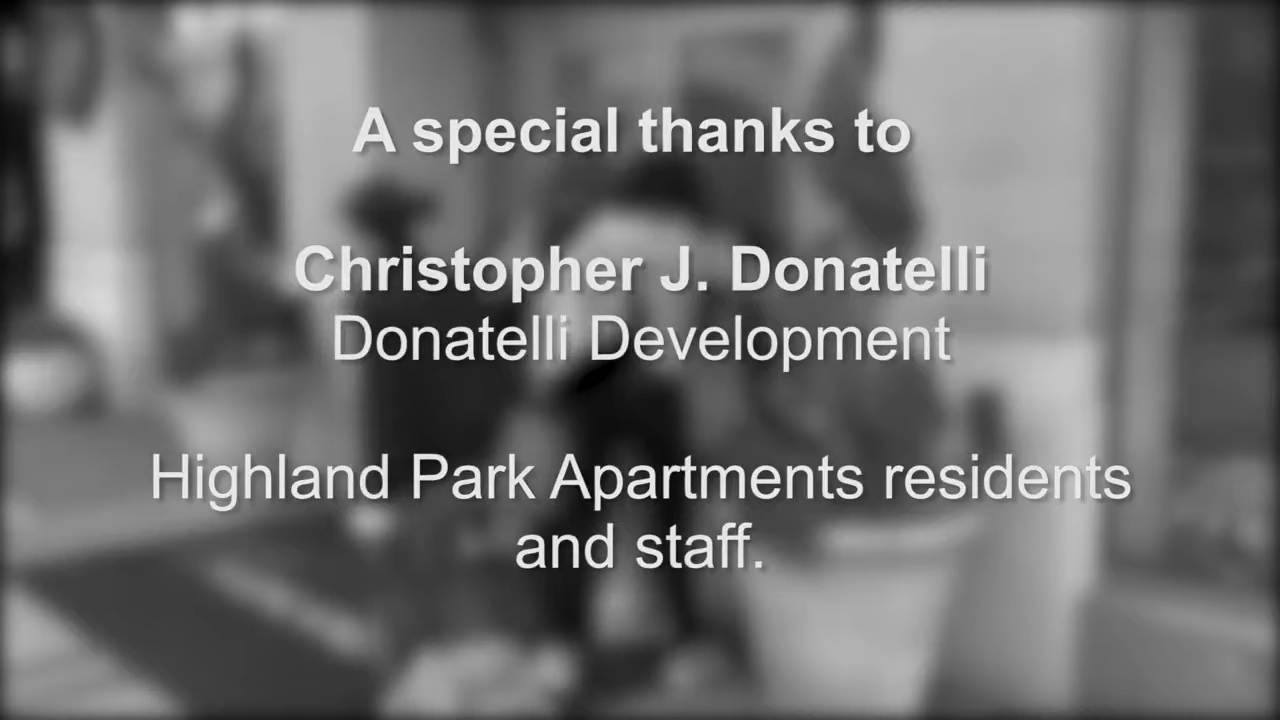 A special thanks to
Christopher J. Donatelli
Donatelli Development
Highland Park Apartments residents
and staff.